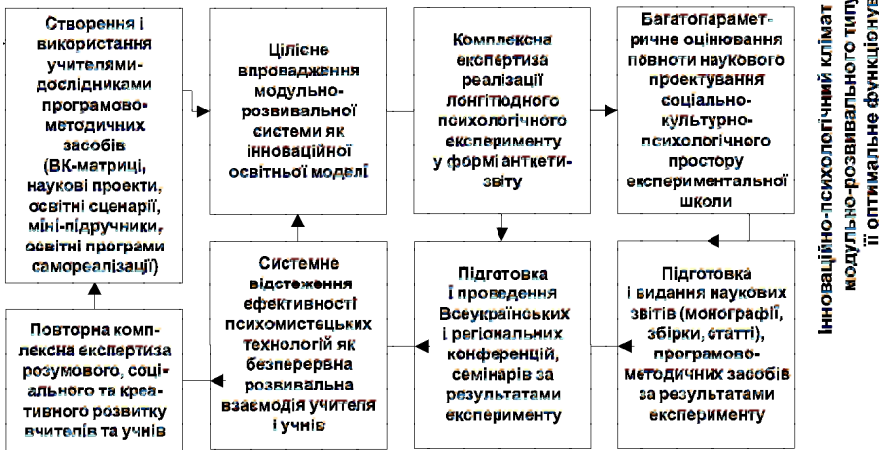 Створення і
використання
учителями-
дослідниками
програмово-
методичних
засобів
(ВК-матриці,
наукові проекти,
освітні сценарії,
міні-підручники,
освітні програми
самореалізації)
Цілісне
впровадження
модульно-
розвивальної
системи як
інноваційної
освітньої моделі
Комплексна
експертиза
реалізації
лонгітюдного
психологічного
експерименту
у формі анкети-
звіту
Багатопарамет-
ричне оцінювання
повноти наукового
проектування
соціально-
культурно-
психологічного
простору
експериментальної
школи
Повторна комп-
лексна експертиза
розумового, соці-
ального та креа-
тивного розвитку
вчителів та учнів
Системне
відстеження
ефективності
психомистецьких
технологій як
безперервна
розвивальна
взаємодія учителя
і учнів
Підготовка
і проведення
Всеукраїнських
і регіональних
конференцій,
семінарів за
результатами
експерименту
Підготовка
і видання наукових
звітів (монографії,
збірки, статті),
програмово-
методичних засобів
за результатами
експерименту
Інноваційно-психологічний клімат
модульно-розвивального типу
її оптимальне